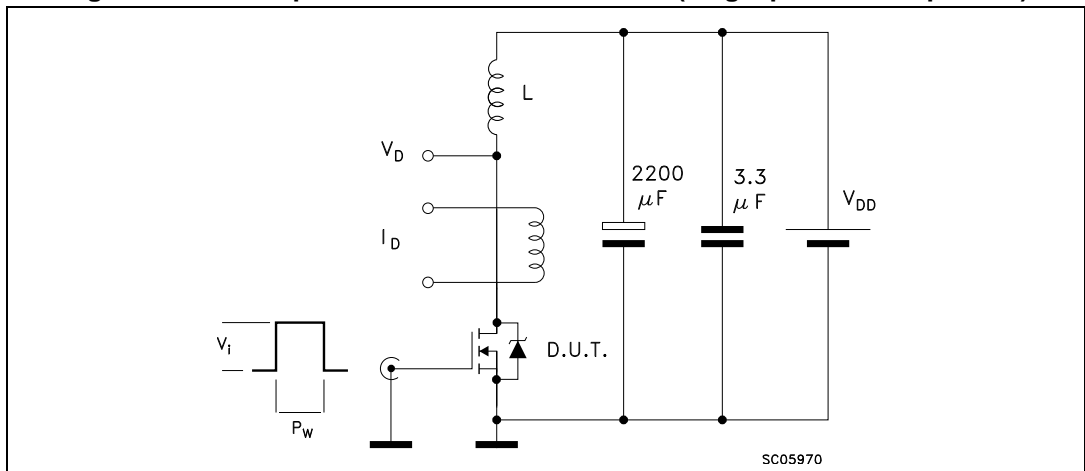 L
V_D
2200
μF
3.3
μF
V_DD
I_D
V_i
D.U.T.
P_W
SC05970